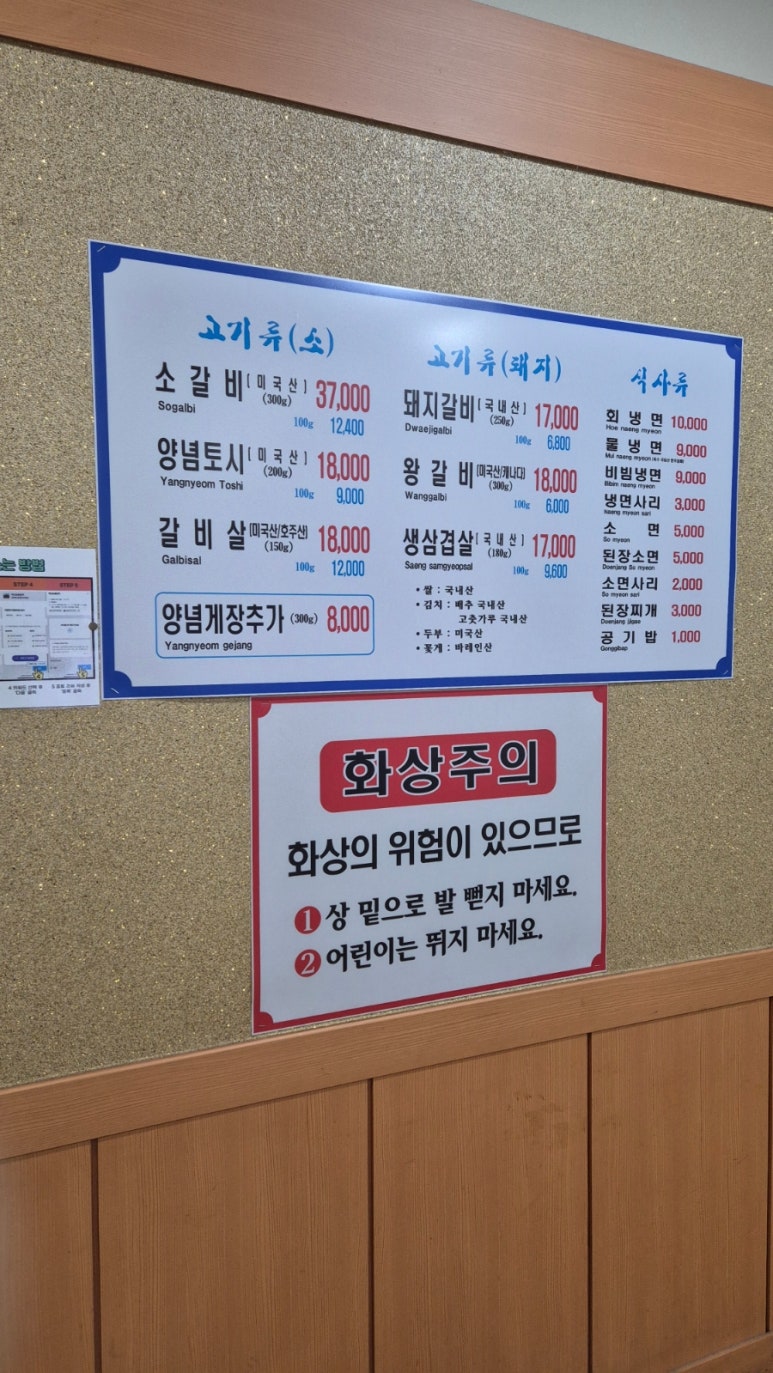 고기류(소)
소갈비 [미국산] (300g) 37,000
Sogalbi
100g 12,400
양념토시 [미국산] (200g) 18,000
Yangnyeom Toshi
100g 9,000
갈비살 [미국산/호주산] (150g) 18,000
Galbisal
100g 12,000
양념게장추가 (300g) 8,000
Yangnyeom gejang
고기류(돼지)
돼지갈비 [국내산] (250g) 17,000
Dwaejigalbi
100g 6,800
왕갈비 [미국산/캐나다] (300g) 18,000
Wanggalbi
100g 6,000
생삼겹살 [국내산] (180g) 17,000
Saeng samgyeopsal
100g 9,600
• 쌀 : 국내산
• 김치 : 배추 국내산
고춧가루 국내산
• 두부 : 미국산
• 꽃게 : 바레인산
식사류
회냉면 10,000
Hoe naeng myeon
물냉면 9,000
Mul naeng myeon
비빔냉면 9,000
Bibim naeng myeon
냉면사리 3,000
Naeng myeon sari
소면 5,000
So myeon
된장소면 5,000
Doenjang So myeon
소면사리 2,000
So myeon sari
된장찌개 3,000
Doenjang jigae
공기밥 1,000
Gonggibap
STEP 4
STEP 5
화상주의
화상의 위험이 있으므로
1 상 밑으로 발 뻗지 마세요.
2 어린이는 뛰지 마세요.